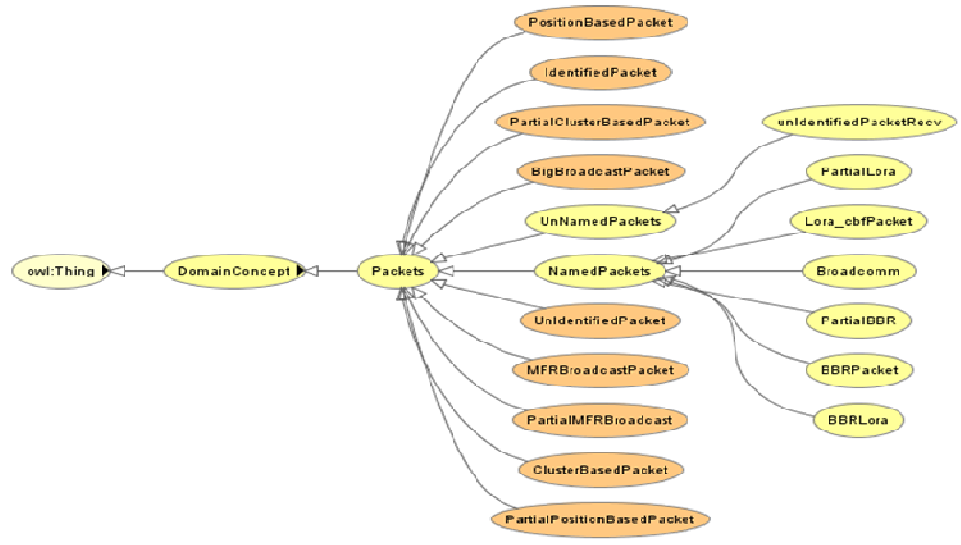 PositionBasedPacket
IdentifiedPacket
PartialClusterBasedPacket
unIdentifiedPacketRecv
BigBroadcastPacket
PartialLora
UnNamedPackets
Lora_cbfPacket
owl:Thing
DomainConcept
Packets
NamedPackets
Broadcomm
UnIdentifiedPacket
PartialBBR
MFRBroadcastPacket
BBRPacket
PartialMFRBroadcast
BBRLora
ClusterBasedPacket
PartialPositionBasedPacket